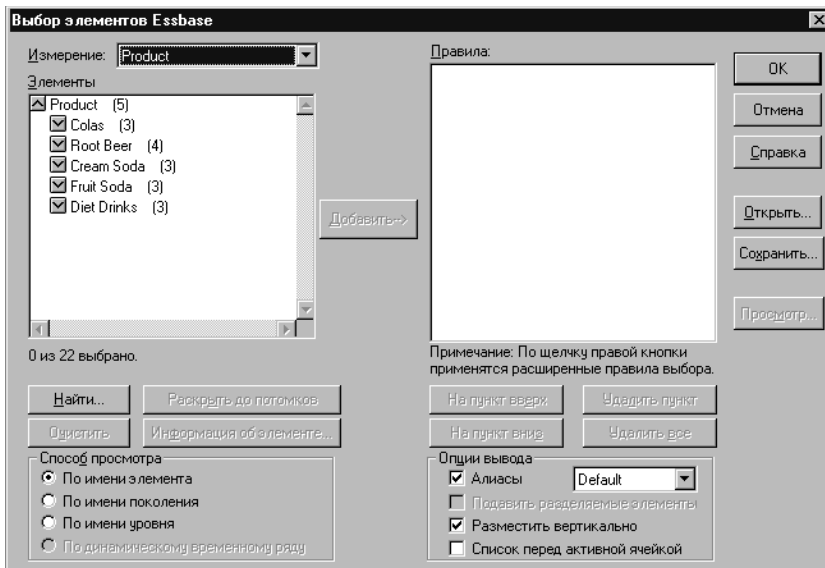 Выбор элементов Essbase
Измерение: Product
Элементы
Product (5)
Colas (3)
Root Beer (4)
Cream Soda (3)
Fruit Soda (3)
Diet Drinks (3)
0 из 22 выбрано.
Добавить-->
Правила:
Примечание: По щелчку правой кнопки
применятся расширенные правила выбора.
OK
Отмена
Справка
Открыть...
Сохранить...
Просмотр...
Найти...
Раскрыть до потомков
Очистить
Информация об элементе...
На пункт вверх
Удалить пункт
На пункт вниз
Удалить все
Способ просмотра
По имени элемента
По имени поколения
По имени уровня
По динамическому временному ряду
Опции вывода
Алиасы Default
Подавить разделяемые элементы
Разместить вертикально
Список перед активной ячейкой